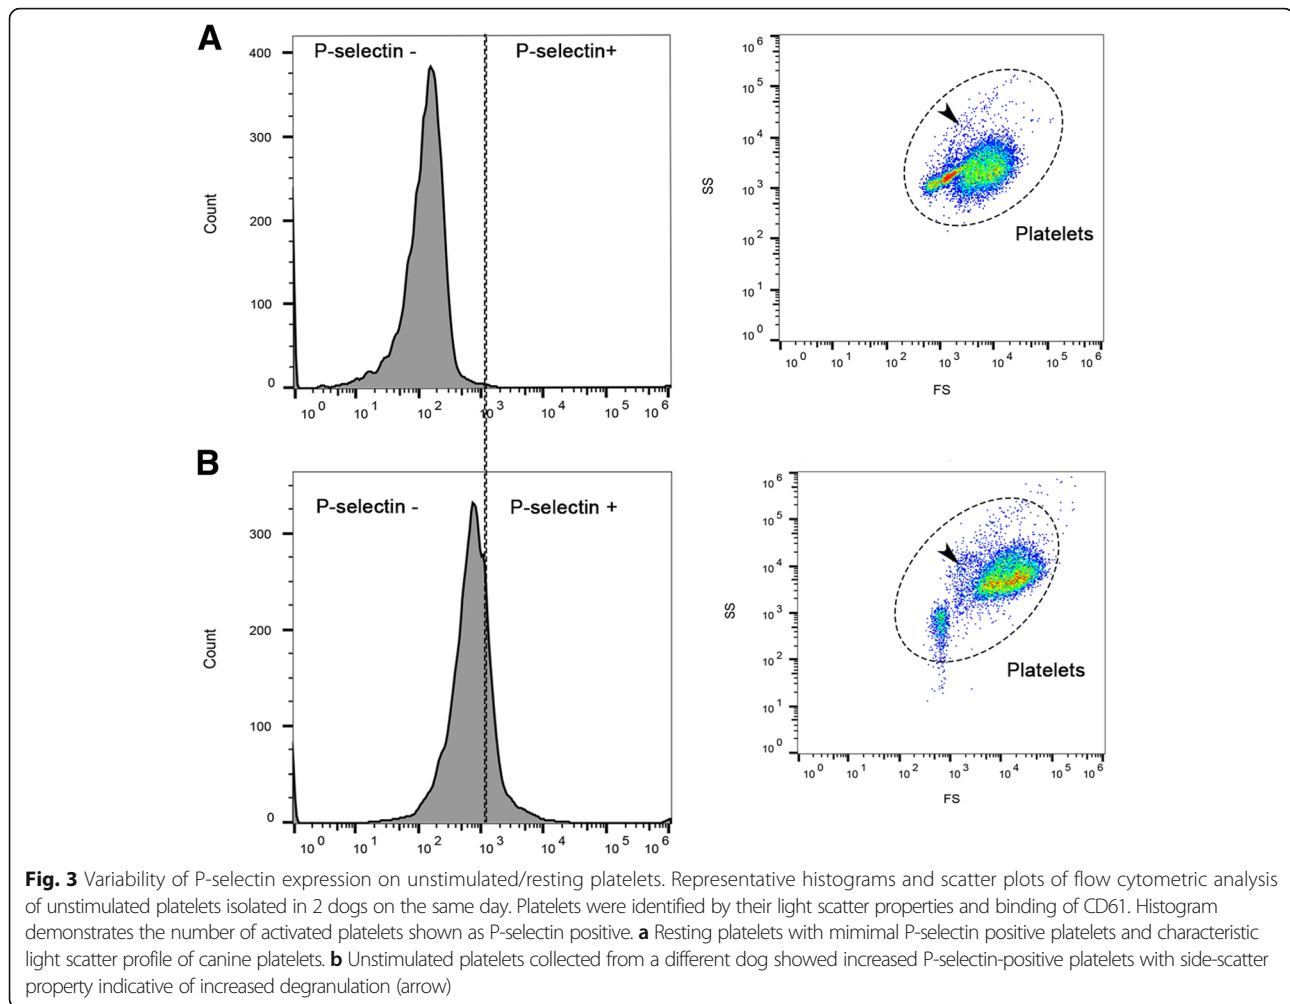 A
P-selectin -
P-selectin+
400
300
200
100
0
Count
10^0 10^1 10^2 10^3 10^4 10^5 10^6
10^6
10^5
10^4
10^3
10^2
10^1
10^0
SS
Platelets
10^0 10^1 10^2 10^3 10^4 10^5 10^6
FS
B
P-selectin -
P-selectin +
300
200
100
0
Count
10^0 10^1 10^2 10^3 10^4 10^5 10^6
10^6
10^5
10^4
10^3
10^2
10^1
10^0
SS
Platelets
10^0 10^1 10^2 10^3 10^4 10^5 10^6
FS
Fig. 3 Variability of P-selectin expression on unstimulated/resting platelets. Representative histograms and scatter plots of flow cytometric analysis
of unstimulated platelets isolated in 2 dogs on the same day. Platelets were identified by their light scatter properties and binding of CD61. Histogram
demonstrates the number of activated platelets shown as P-selectin positive. a Resting platelets with mimimal P-selectin positive platelets and characteristic
light scatter profile of canine platelets. b Unstimulated platelets collected from a different dog showed increased P-selectin-positive platelets with side-scatter
property indicative of increased degranulation (arrow)